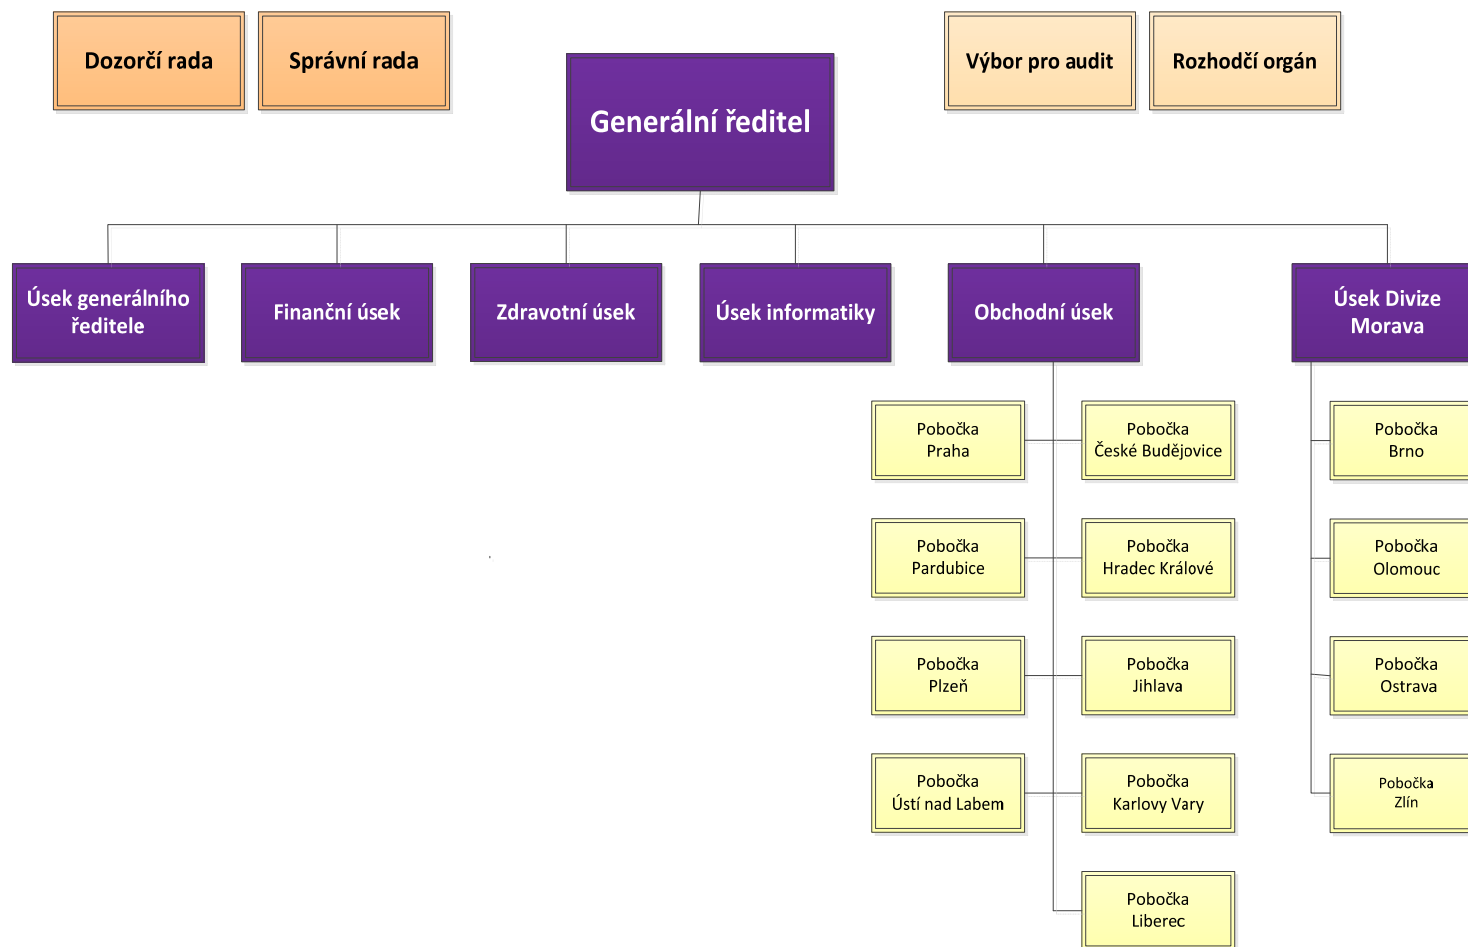 Dozorčí rada
Správní rada
Generální ředitel
Výbor pro audit
Rozhodčí orgán
Úsek generálního
ředitele
Finanční úsek
Zdravotní úsek
Úsek informatiky
Obchodní úsek
Úsek Divize
Morava
Pobočka
Praha
Pobočka
České Budějovice
Pobočka
Brno
Pobočka
Pardubice
Pobočka
Hradec Králové
Pobočka
Olomouc
Pobočka
Plzeň
Pobočka
Jihlava
Pobočka
Ostrava
Pobočka
Ústí nad Labem
Pobočka
Karlovy Vary
Pobočka
Zlín
Pobočka
Liberec